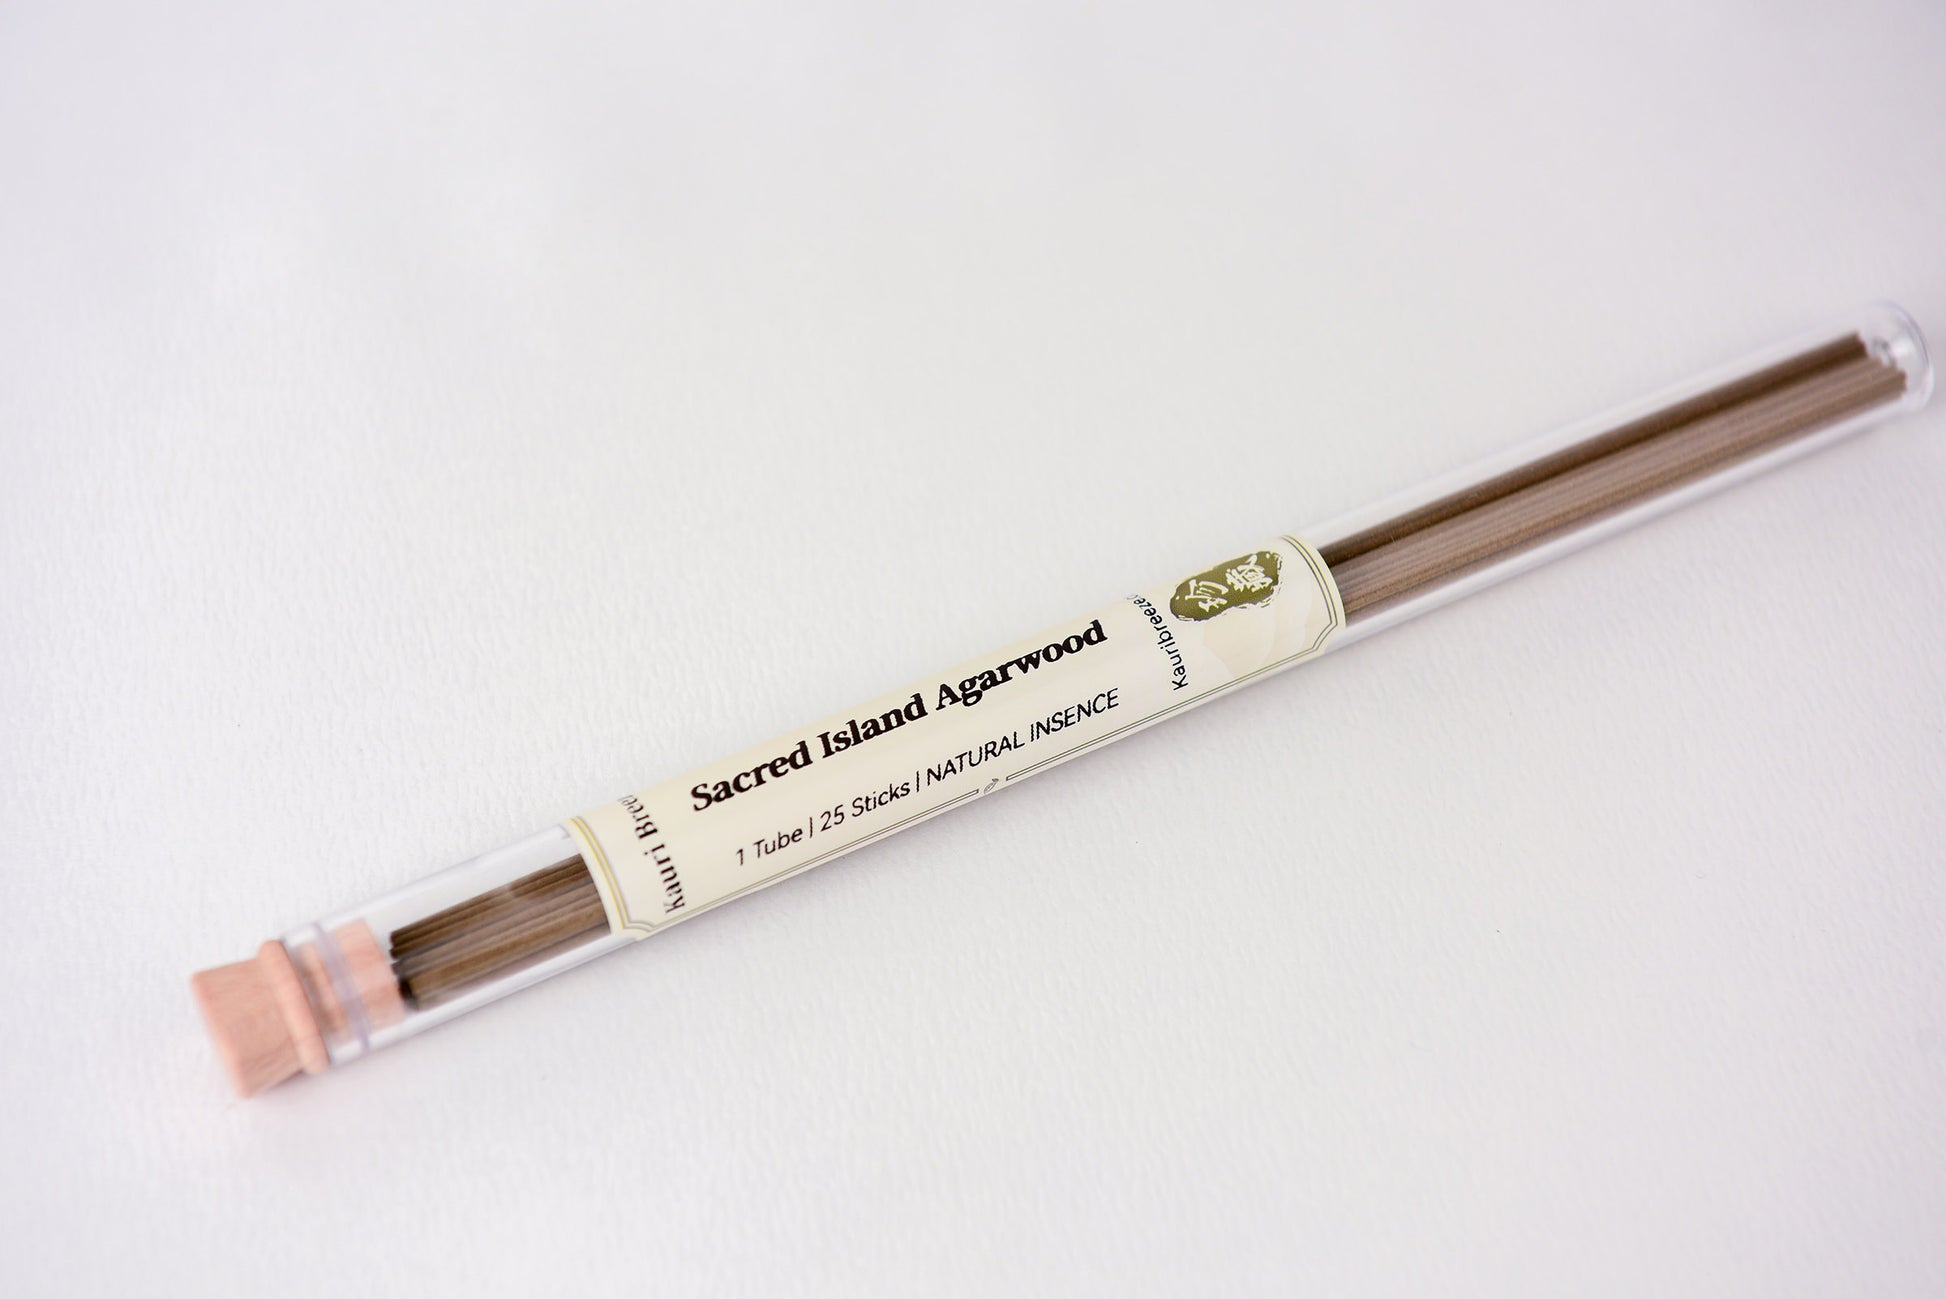 Kauri Bree
Sacred Island Agarwood
1 Tube | 25 Sticks | NATURAL INSENCE
Kauribreeze